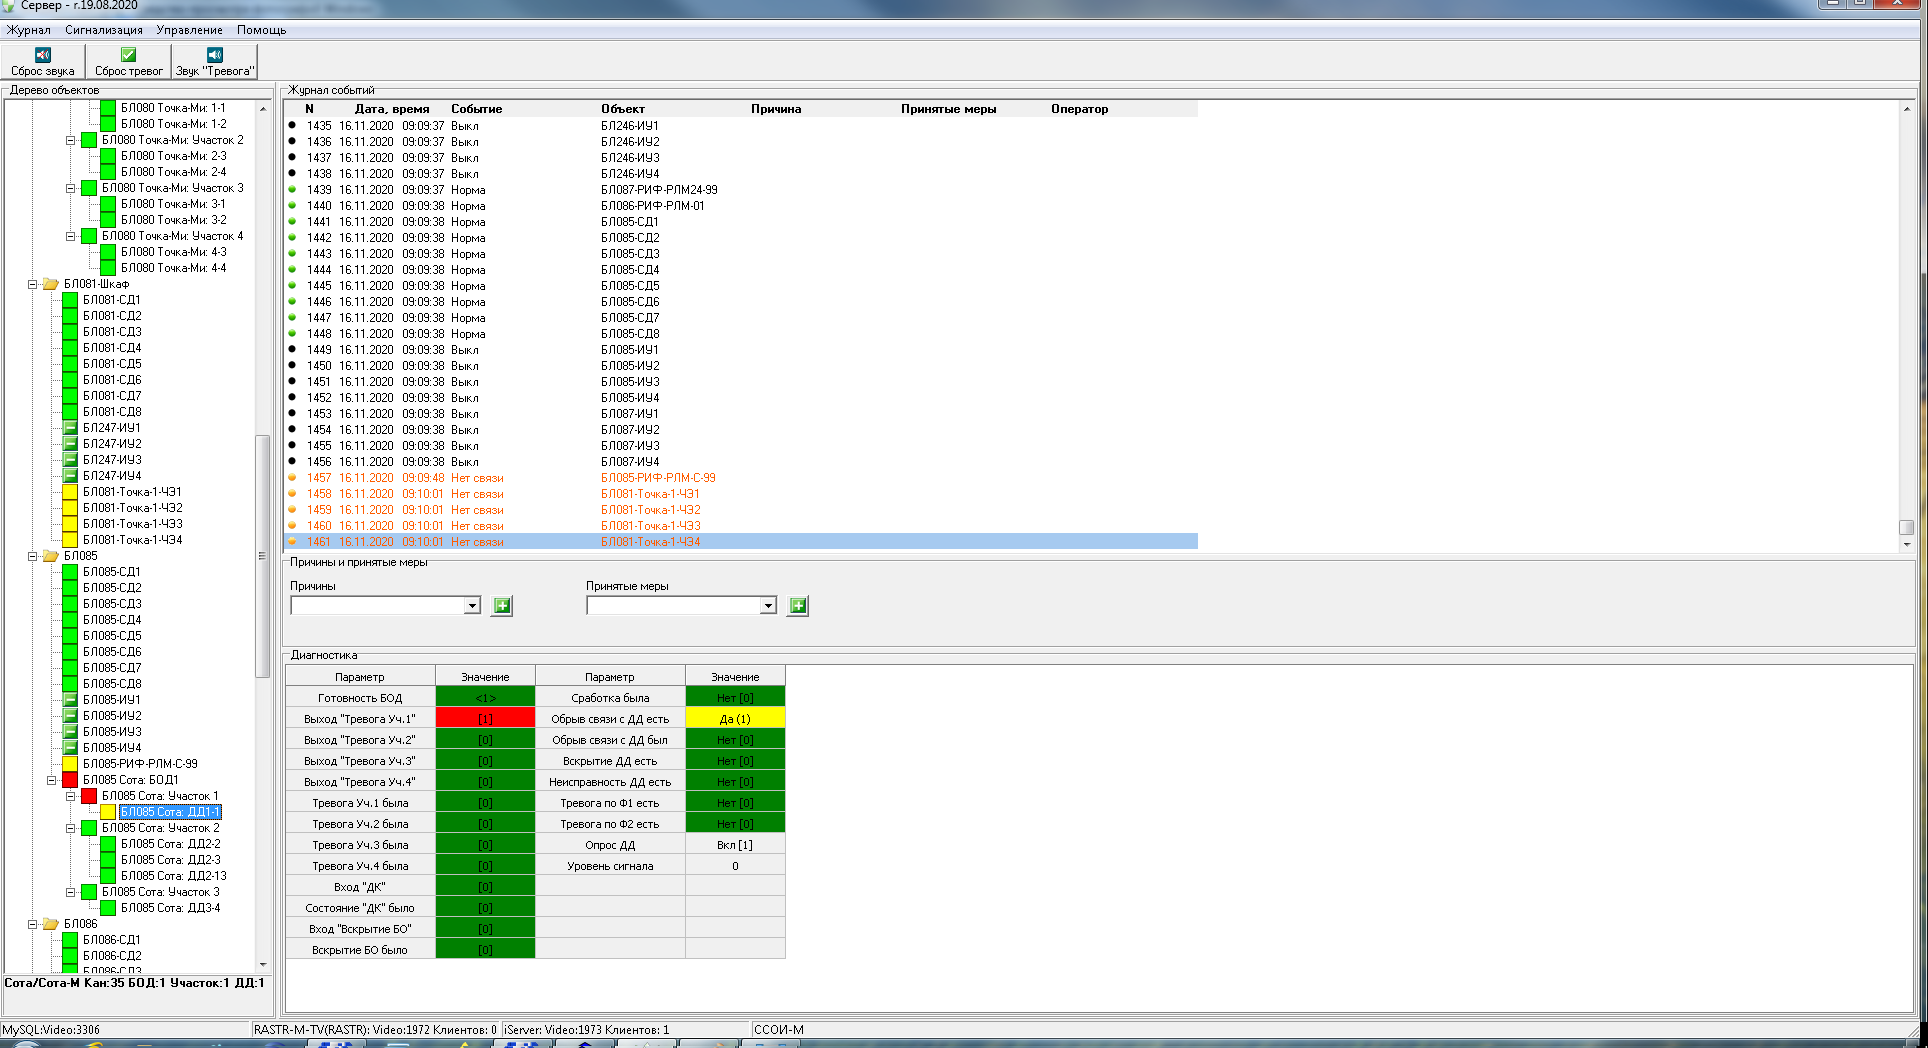 Сервер - г.19.08.2020
Журнал Сигнализация Управление Помощь
Сброс звука Сброс тревог Звук "Тревога"
Дерево объектов
БЛ080 Точка-Ми: 1-1
БЛ080 Точка-Ми: 1-2
БЛ080 Точка-Ми: Участок 2
БЛ080 Точка-Ми: 2-3
БЛ080 Точка-Ми: 2-4
БЛ080 Точка-Ми: Участок 3
БЛ080 Точка-Ми: 3-1
БЛ080 Точка-Ми: 3-2
БЛ080 Точка-Ми: Участок 4
БЛ080 Точка-Ми: 4-3
БЛ080 Точка-Ми: 4-4
БЛ081-Шкаф
БЛ081-СД1
БЛ081-СД2
БЛ081-СД3
БЛ081-СД4
БЛ081-СД5
БЛ081-СД6
БЛ081-СД7
БЛ081-СД8
БЛ247-ИУ1
БЛ247-ИУ2
БЛ247-ИУ3
БЛ247-ИУ4
БЛ081-Точка-1-ЧЭ1
БЛ081-Точка-1-ЧЭ2
БЛ081-Точка-1-ЧЭ3
БЛ081-Точка-1-ЧЭ4
БЛ085
БЛ085-СД1
БЛ085-СД2
БЛ085-СД3
БЛ085-СД4
БЛ085-СД5
БЛ085-СД6
БЛ085-СД7
БЛ085-СД8
БЛ085-ИУ1
БЛ085-ИУ2
БЛ085-ИУ3
БЛ085-ИУ4
БЛ085-РИФ-РЛМ-С-99
БЛ085 Сота: БОД1
БЛ085 Сота: Участок 1
БЛ085 Сота: ДД1-1
БЛ085 Сота: Участок 2
БЛ085 Сота: ДД2-2
БЛ085 Сота: ДД2-3
БЛ085 Сота: ДД2-13
БЛ085 Сота: Участок 3
БЛ085 Сота: ДД3-4
БЛ086
БЛ086-СД1
БЛ086-СД2
БЛ086-СД3
Сота/Сота-М Кан:35 БОД:1 Участок:1 ДД:1
Журнал событий
N Дата, время Событие Объект Причина Принятые меры Оператор
1435 16.11.2020 09:09:37 Выкл БЛ246-ИУ1
1436 16.11.2020 09:09:37 Выкл БЛ246-ИУ2
1437 16.11.2020 09:09:37 Выкл БЛ246-ИУ3
1438 16.11.2020 09:09:37 Выкл БЛ246-ИУ4
1439 16.11.2020 09:09:37 Норма БЛ087-РИФ-РЛМ24-99
1440 16.11.2020 09:09:38 Норма БЛ086-РИФ-РЛМ-01
1441 16.11.2020 09:09:38 Норма БЛ085-СД1
1442 16.11.2020 09:09:38 Норма БЛ085-СД2
1443 16.11.2020 09:09:38 Норма БЛ085-СД3
1444 16.11.2020 09:09:38 Норма БЛ085-СД4
1445 16.11.2020 09:09:38 Норма БЛ085-СД5
1446 16.11.2020 09:09:38 Норма БЛ085-СД6
1447 16.11.2020 09:09:38 Норма БЛ085-СД7
1448 16.11.2020 09:09:38 Норма БЛ085-СД8
1449 16.11.2020 09:09:38 Выкл БЛ085-ИУ1
1450 16.11.2020 09:09:38 Выкл БЛ085-ИУ2
1451 16.11.2020 09:09:38 Выкл БЛ085-ИУ3
1452 16.11.2020 09:09:38 Выкл БЛ085-ИУ4
1453 16.11.2020 09:09:38 Выкл БЛ087-ИУ1
1454 16.11.2020 09:09:38 Выкл БЛ087-ИУ2
1455 16.11.2020 09:09:38 Выкл БЛ087-ИУ3
1456 16.11.2020 09:09:38 Выкл БЛ087-ИУ4
1457 16.11.2020 09:09:48 Нет связи БЛ085-РИФ-РЛМ-С-99
1458 16.11.2020 09:10:01 Нет связи БЛ081-Точка-1-ЧЭ1
1459 16.11.2020 09:10:01 Нет связи БЛ081-Точка-1-ЧЭ2
1460 16.11.2020 09:10:01 Нет связи БЛ081-Точка-1-ЧЭ3
1461 16.11.2020 09:10:01 Нет связи БЛ081-Точка-1-ЧЭ4
Причины и принятые меры
Причины Принятые меры
Диагностика
Параметр Значение Параметр Значение
Готовность БОД <1> Сработка была Нет [0]
Выход "Тревога Уч.1" [1] Обрыв связи с ДД есть Да (1)
Выход "Тревога Уч.2" [0] Обрыв связи с ДД был Нет [0]
Выход "Тревога Уч.3" [0] Вскрытие ДД есть Нет [0]
Выход "Тревога Уч.4" [0] Неисправность ДД есть Нет [0]
Тревога Уч.1 была [0] Тревога по Ф1 есть Нет [0]
Тревога Уч.2 была [0] Тревога по Ф2 есть Нет [0]
Тревога Уч.3 была [0] Опрос ДД Вкл [1]
Тревога Уч.4 была [0] Уровень сигнала 0
Вход "ДК" [0]
Состояние "ДК" было [0]
Вход "Вскрытие БО" [0]
Вскрытие БО было [0]
MySQL:Video:3306 RASTR-M-TV(RASTR): Video:1972 Клиентов: 0 iServer: Video:1973 Клиентов: 1 ССОИ-М